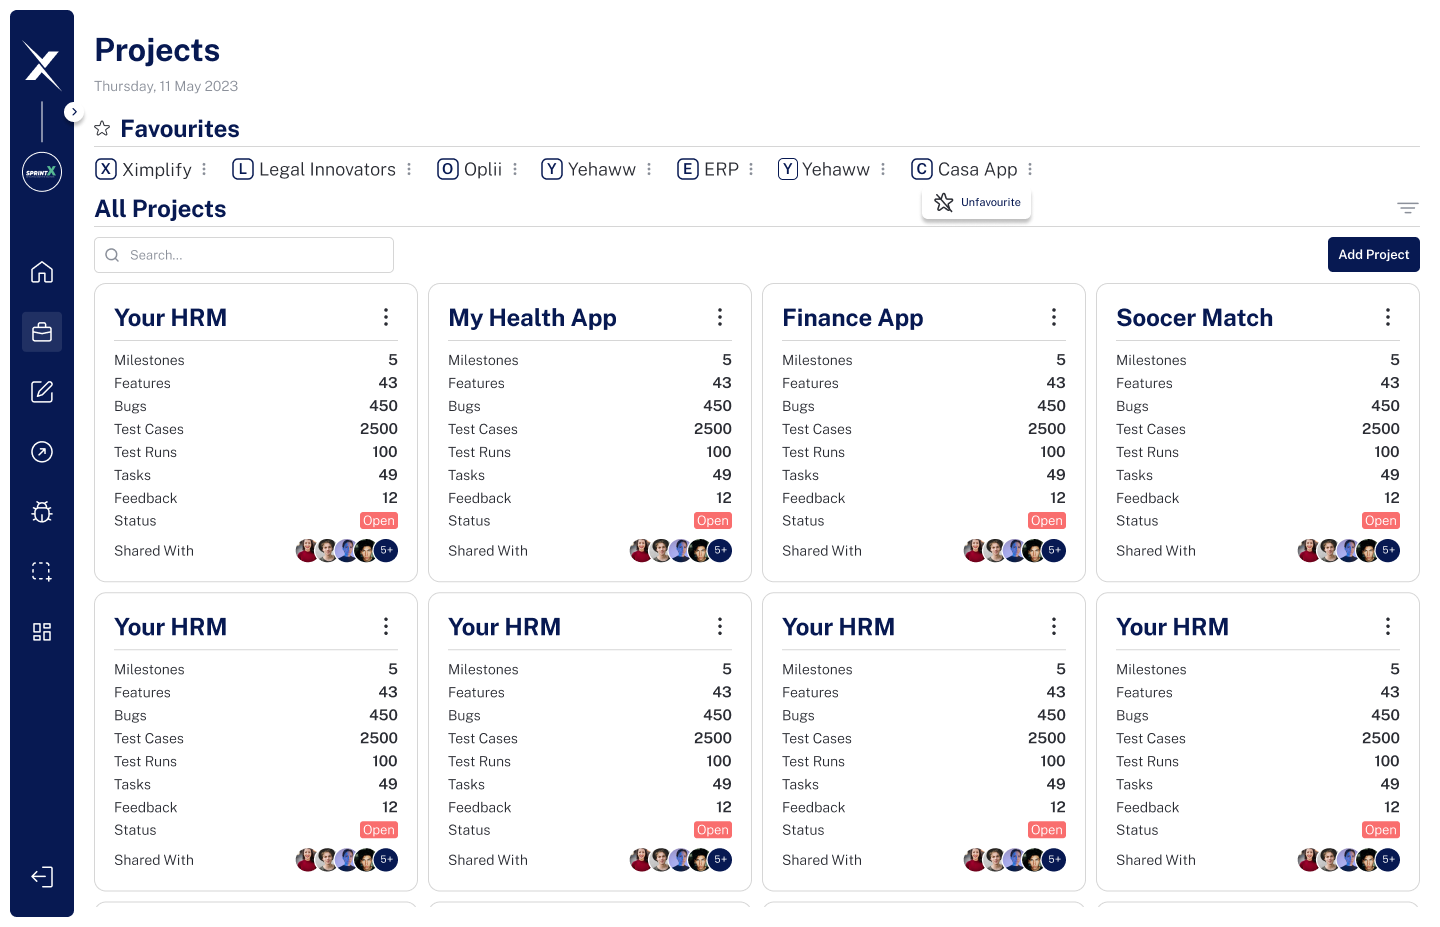 Projects
Thursday, 11 May 2023
Favourites
X Ximplify L Legal Innovators O Oplii Y Yehaww E ERP Y Yehaww C Casa App
All Projects
Unfavourite
SPRINTX
Search...
Add Project
Your HRM My Health App Finance App Soocer Match
Milestones 5 Milestones 5 Milestones 5 Milestones 5
Features 43 Features 43 Features 43 Features 43
Bugs 450 Bugs 450 Bugs 450 Bugs 450
Test Cases 2500 Test Cases 2500 Test Cases 2500 Test Cases 2500
Test Runs 100 Test Runs 100 Test Runs 100 Test Runs 100
Tasks 49 Tasks 49 Tasks 49 Tasks 49
Feedback 12 Feedback 12 Feedback 12 Feedback 12
Status Open Status Open Status Open Status Open
Shared With 5+ Shared With 5+ Shared With 5+ Shared With 5+
Your HRM Your HRM Your HRM Your HRM
Milestones 5 Milestones 5 Milestones 5 Milestones 5
Features 43 Features 43 Features 43 Features 43
Bugs 450 Bugs 450 Bugs 450 Bugs 450
Test Cases 2500 Test Cases 2500 Test Cases 2500 Test Cases 2500
Test Runs 100 Test Runs 100 Test Runs 100 Test Runs 100
Tasks 49 Tasks 49 Tasks 49 Tasks 49
Feedback 12 Feedback 12 Feedback 12 Feedback 12
Status Open Status Open Status Open Status Open
Shared With 5+ Shared With 5+ Shared With 5+ Shared With 5+